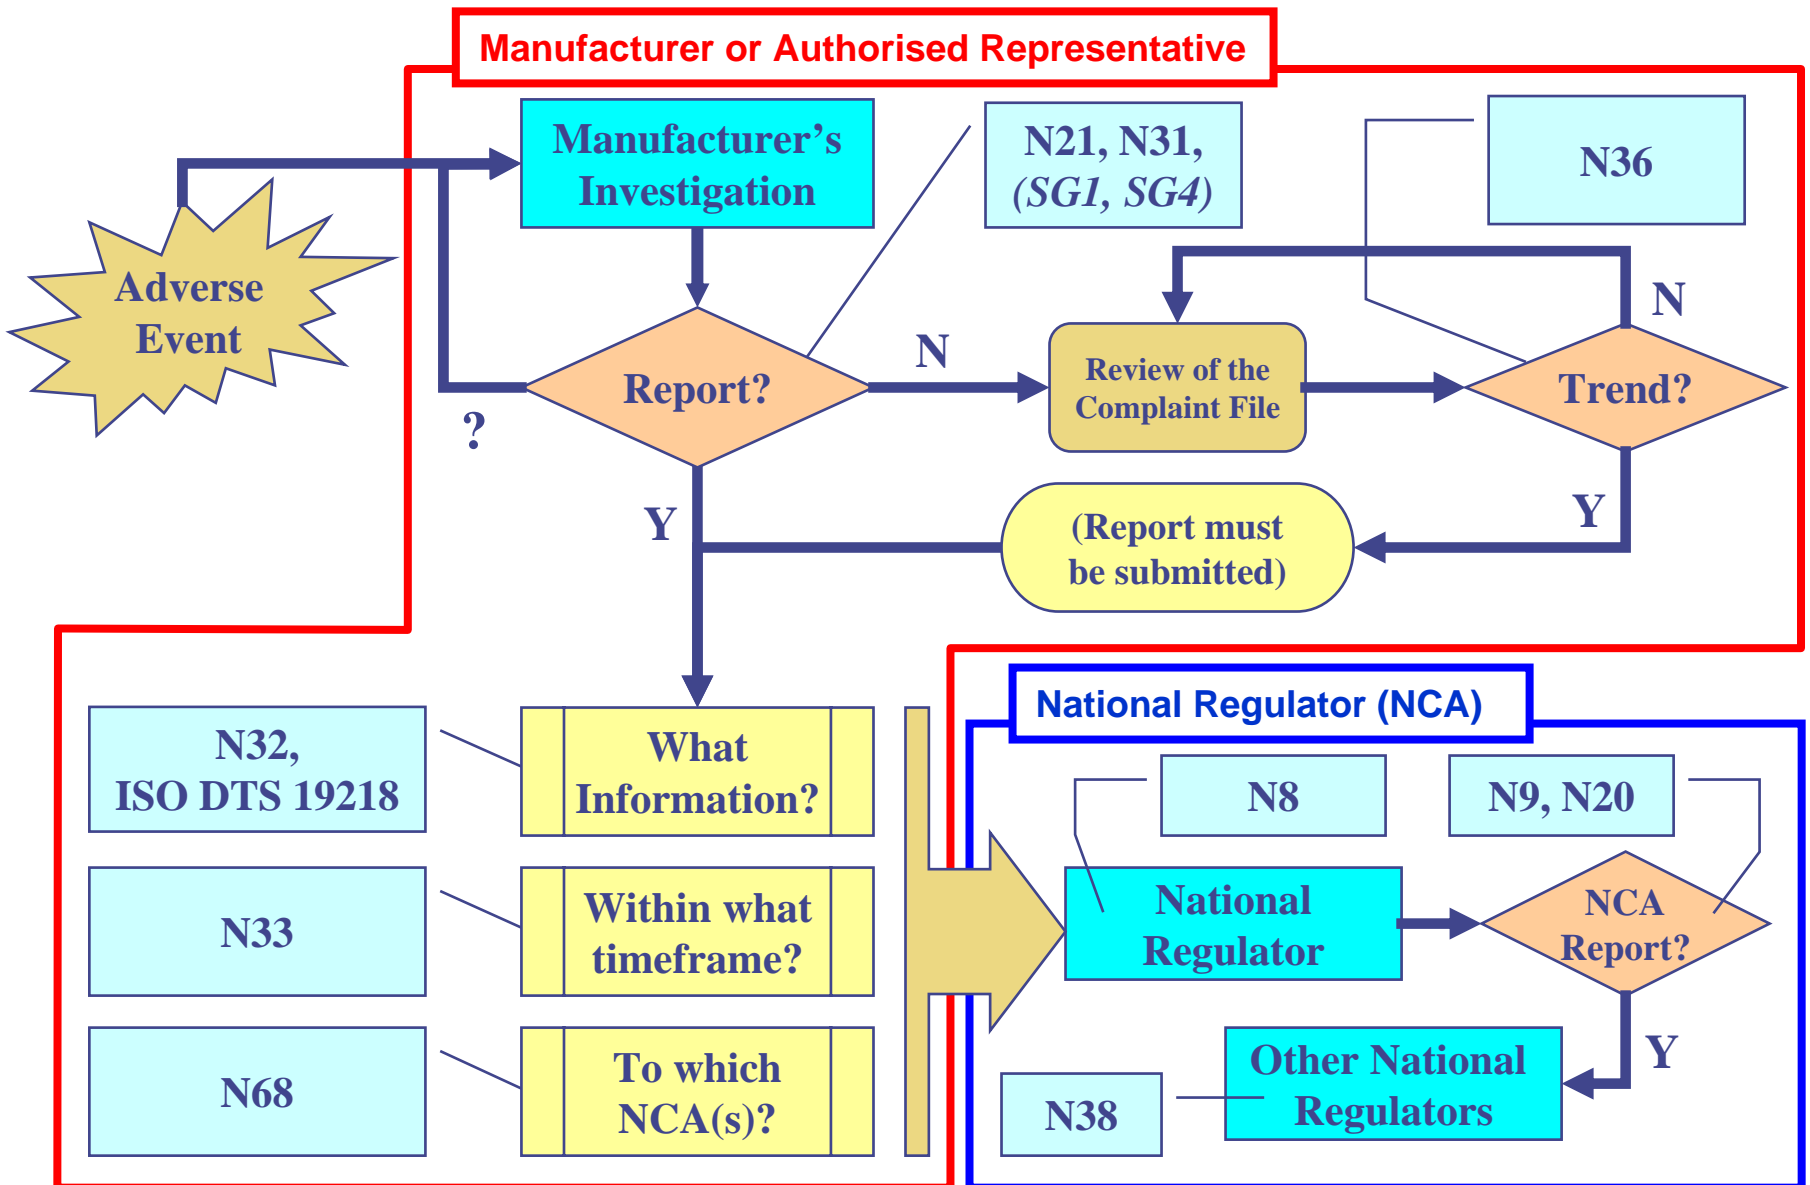 Manufacturer or Authorised Representative
Manufacturer’s
Investigation
N21, N31,
(SG1, SG4)
N36
Adverse
Event
Report?
?
N
Y
Review of the
Complaint File
Trend?
N
Y
(Report must
be submitted)
N32,
ISO DTS 19218
What
Information?
N33
Within what
timeframe?
N68
To which
NCA(s)?
National Regulator (NCA)
N8
N9, N20
National
Regulator
NCA
Report?
Y
N38
Other National
Regulators